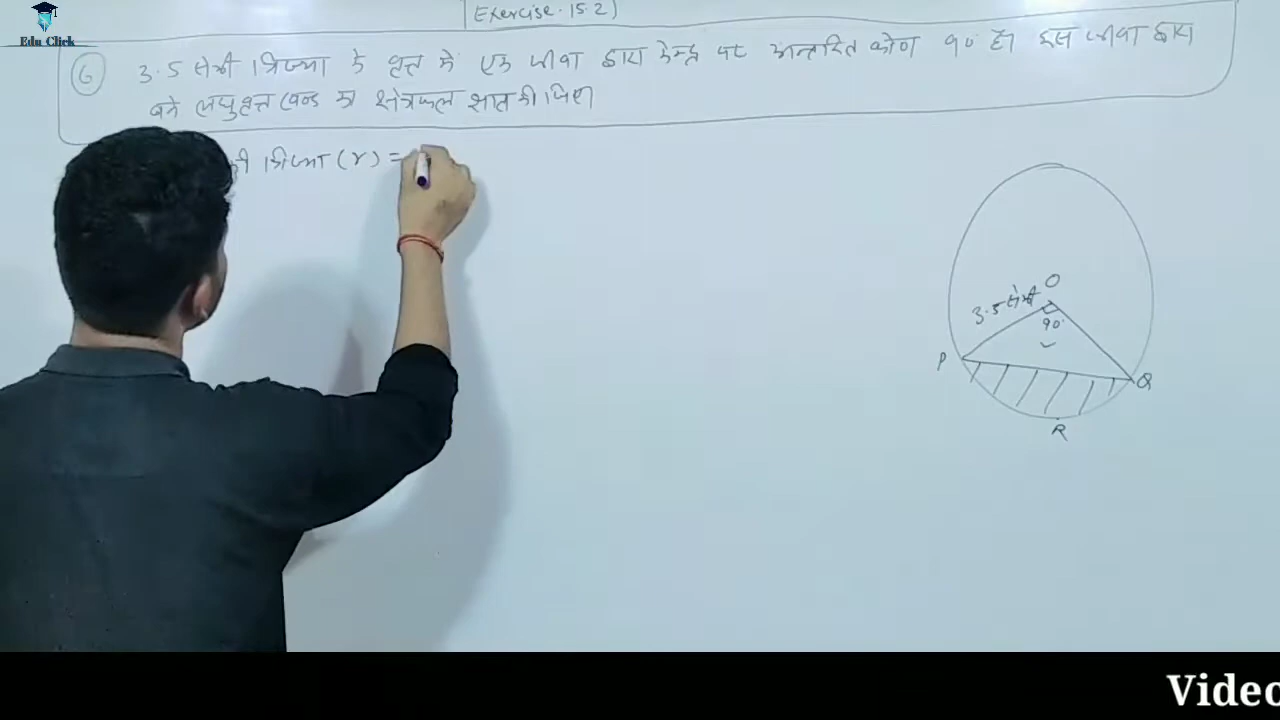 Edu Click
(Exercise. 15.2)
(6) 3.5 सेमी त्रिज्या के वृत्त में एक जीवा द्वारा केन्द्र पर अन्तरित कोण 90° है। इस जीवा द्वारा
बने लघुवृत्त खण्ड का क्षेत्रफल ज्ञात कीजिए
की त्रिज्या (r) =
O
3.5 सेमी
90°
P
Q
R
Video